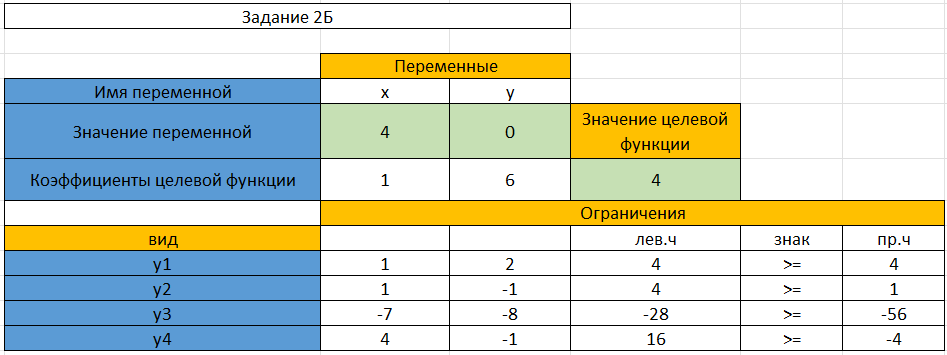 Задание 2Б
Переменные
Имя переменной x y
Значение переменной 4 0 Значение целевой функции
Коэффициенты целевой функции 1 6 4
Ограничения
вид лев.ч знак пр.ч
y1 1 2 4 >= 4
y2 1 -1 4 >= 1
y3 -7 -8 -28 >= -56
y4 4 -1 16 >= -4